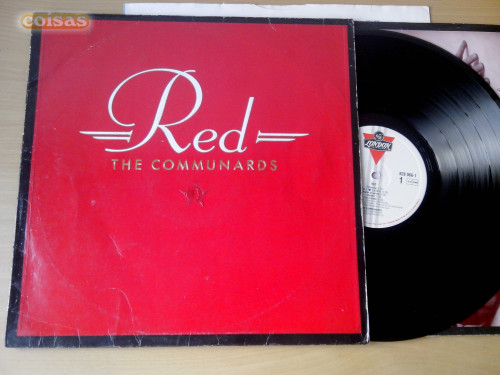 coisas
Red
THE COMMUNARDS
LONDON
1